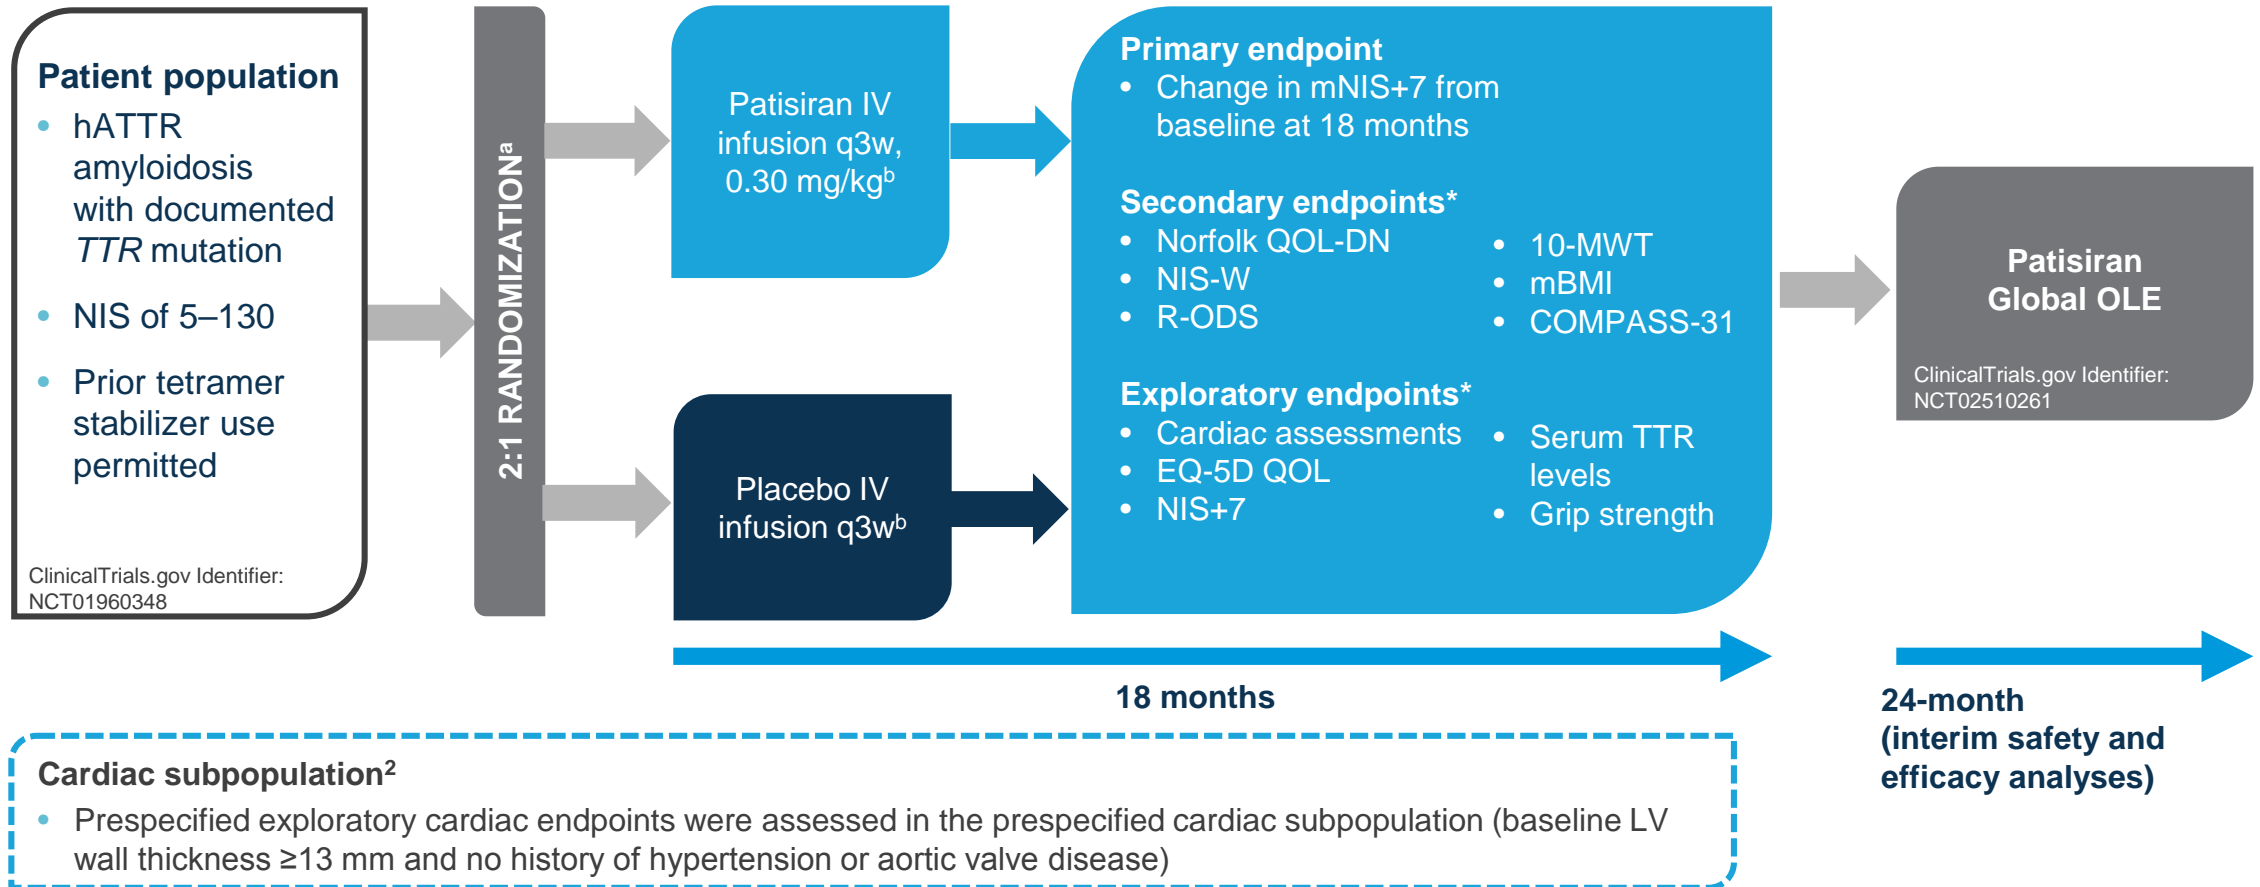 Patient population
• hATTR
amyloidosis
with documented
TTR mutation
• NIS of 5–130
• Prior tetramer
stabilizer use
permitted
ClinicalTrials.gov Identifier:
NCT01960348
2:1 RANDOMIZATIONᵃ
Patisiran IV
infusion q3w,
0.30 mg/kgᵇ
Placebo IV
infusion q3wᵇ
Primary endpoint
• Change in mNIS+7 from
baseline at 18 months
Secondary endpoints*
• Norfolk QOL-DN
• NIS-W
• R-ODS
• 10-MWT
• mBMI
• COMPASS-31
Exploratory endpoints*
• Cardiac assessments
• EQ-5D QOL
• NIS+7
• Serum TTR
levels
• Grip strength
Patisiran
Global OLE
ClinicalTrials.gov Identifier:
NCT02510261
18 months
24-month
(interim safety and
efficacy analyses)
Cardiac subpopulation²
• Prespecified exploratory cardiac endpoints were assessed in the prespecified cardiac subpopulation (baseline LV
wall thickness ≥13 mm and no history of hypertension or aortic valve disease)